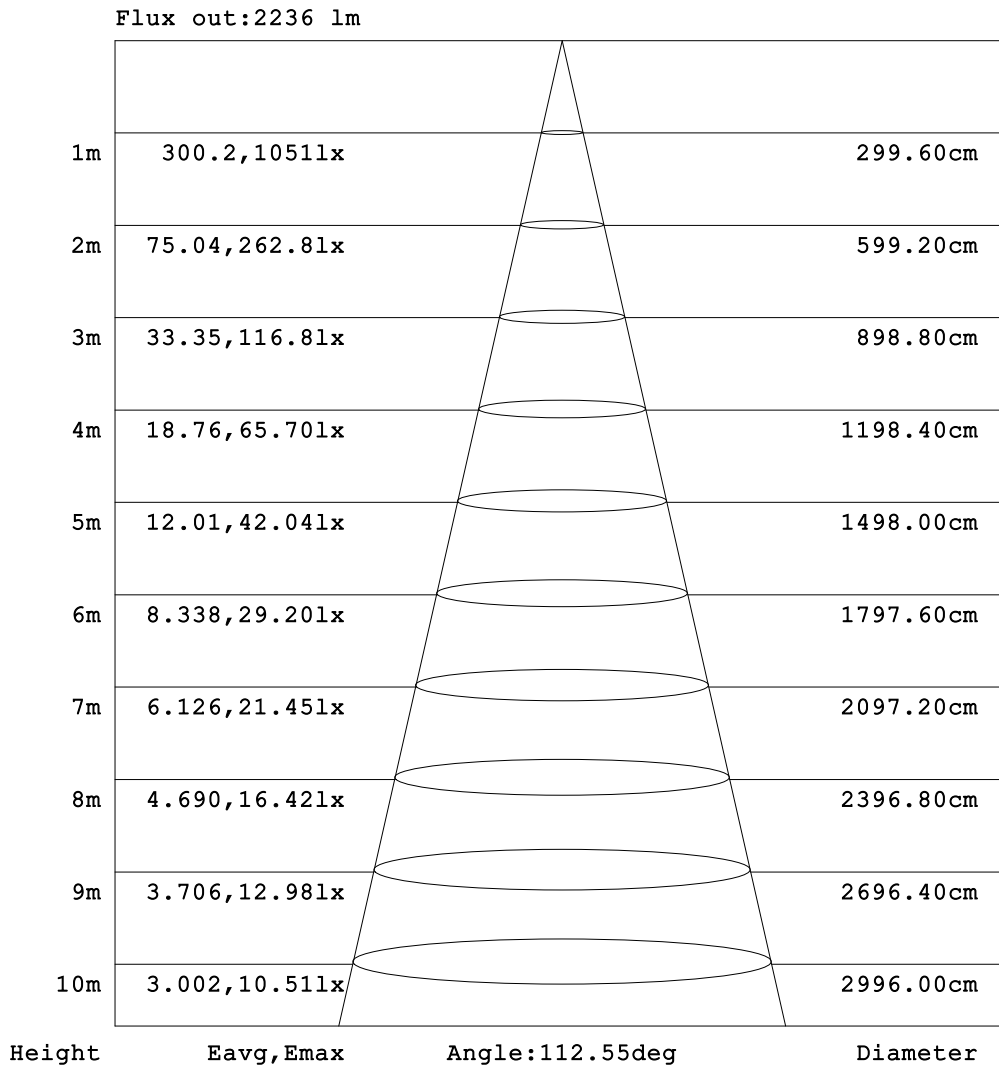 Flux out:2236 lm
1m 300.2,1051lx 299.60cm
2m 75.04,262.8lx 599.20cm
3m 33.35,116.8lx 898.80cm
4m 18.76,65.70lx 1198.40cm
5m 12.01,42.04lx 1498.00cm
6m 8.338,29.20lx 1797.60cm
7m 6.126,21.45lx 2097.20cm
8m 4.690,16.42lx 2396.80cm
9m 3.706,12.98lx 2696.40cm
10m 3.002,10.51lx 2996.00cm
Height Eavg,Emax Angle:112.55deg Diameter